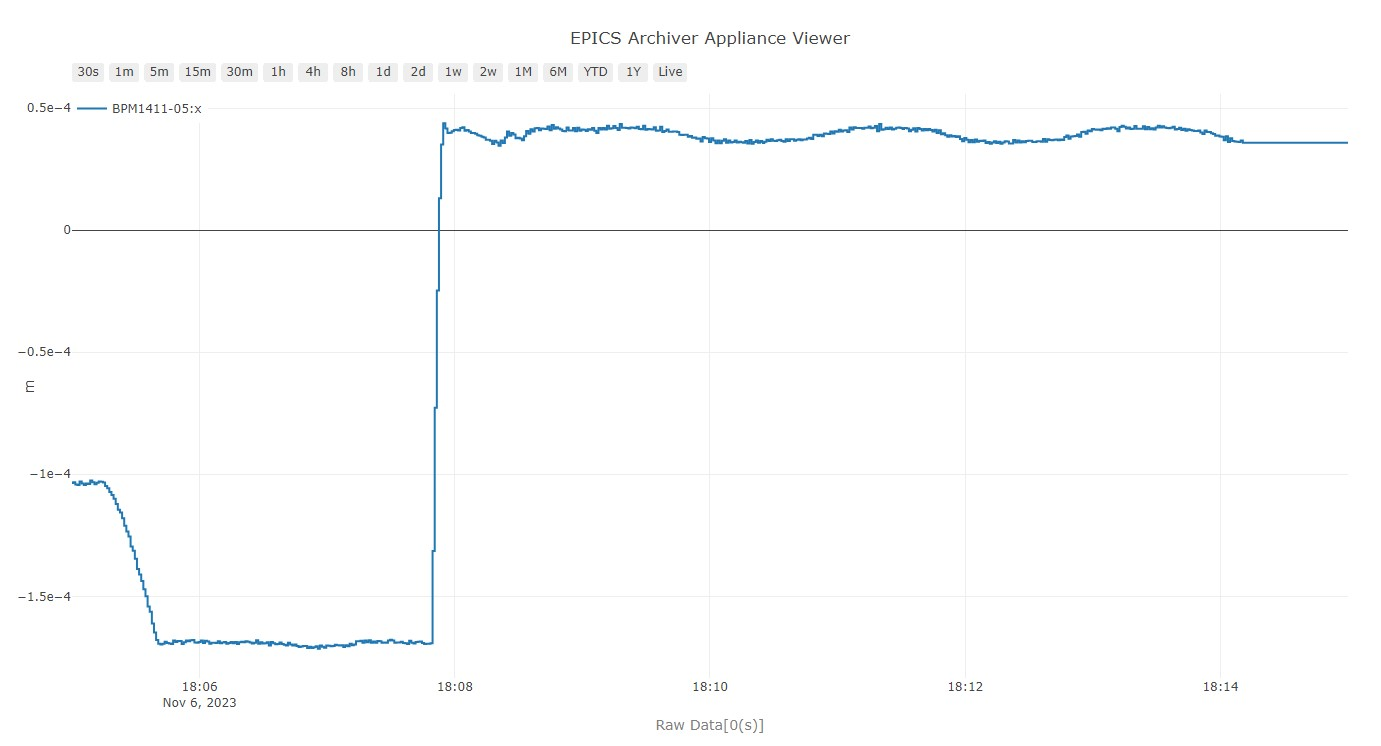 EPICS Archiver Appliance Viewer
30s 1m 5m 15m 30m 1h 4h 8h 1d 2d 1w 2w 1M 6M YTD 1Y Live
BPM1411-05:x
0.5e−4
0
−0.5e−4
m
−1e−4
−1.5e−4
18:06 18:08 18:10 18:12 18:14
Nov 6, 2023
Raw Data[0(s)]